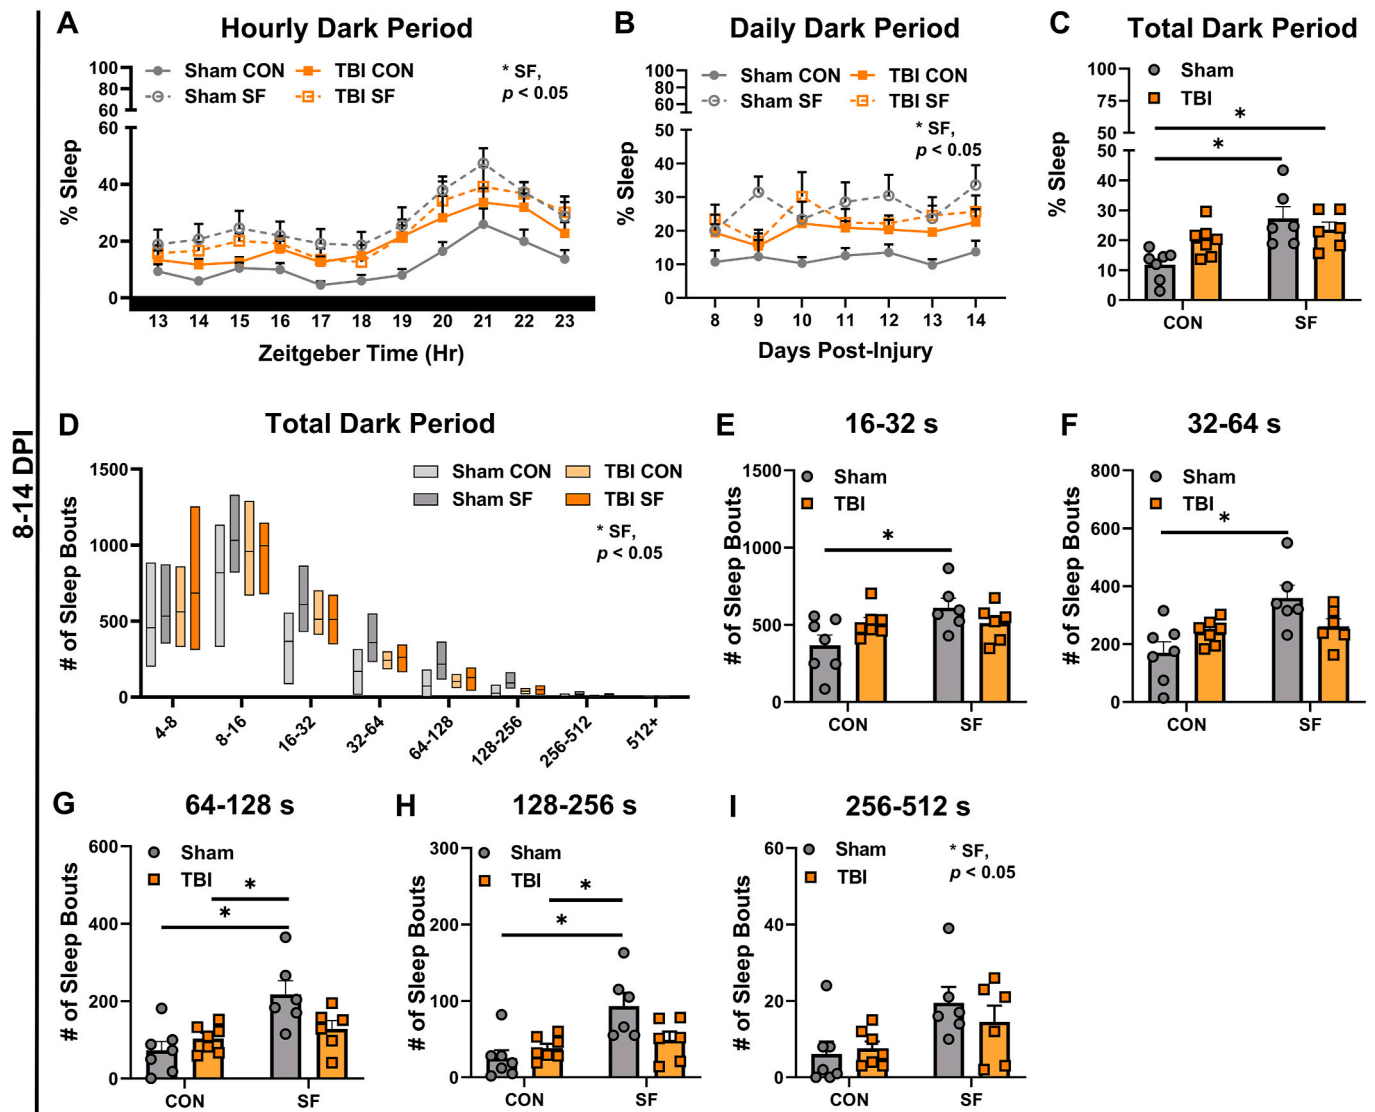 8-14 DPI
A
Hourly Dark Period
Sham CON
TBI CON
Sham SF
TBI SF
* SF,
p < 0.05
% Sleep
100
80
60
60
40
20
0
13 14 15 16 17 18 19 20 21 22 23
Zeitgeber Time (Hr)
B
Daily Dark Period
Sham CON
TBI CON
Sham SF
TBI SF
* SF,
p < 0.05
% Sleep
100
80
60
50
40
30
20
10
0
8 9 10 11 12 13 14
Days Post-Injury
C
Total Dark Period
Sham
TBI
*
*
% Sleep
100
75
50
50
40
30
20
10
0
CON SF
D
Total Dark Period
Sham CON
TBI CON
Sham SF
TBI SF
* SF,
p < 0.05
# of Sleep Bouts
1500
1000
500
0
4-8 8-16 16-32 32-64 64-128 128-256 256-512 512+
E
16-32 s
Sham
TBI
*
# of Sleep Bouts
1500
1000
500
0
CON SF
F
32-64 s
Sham
TBI
*
# of Sleep Bouts
800
600
400
200
0
CON SF
G
64-128 s
Sham
TBI
*
*
# of Sleep Bouts
600
400
200
0
CON SF
H
128-256 s
Sham
TBI
*
*
# of Sleep Bouts
300
200
100
0
CON SF
I
256-512 s
Sham
TBI
* SF,
p < 0.05
# of Sleep Bouts
60
40
20
0
CON SF